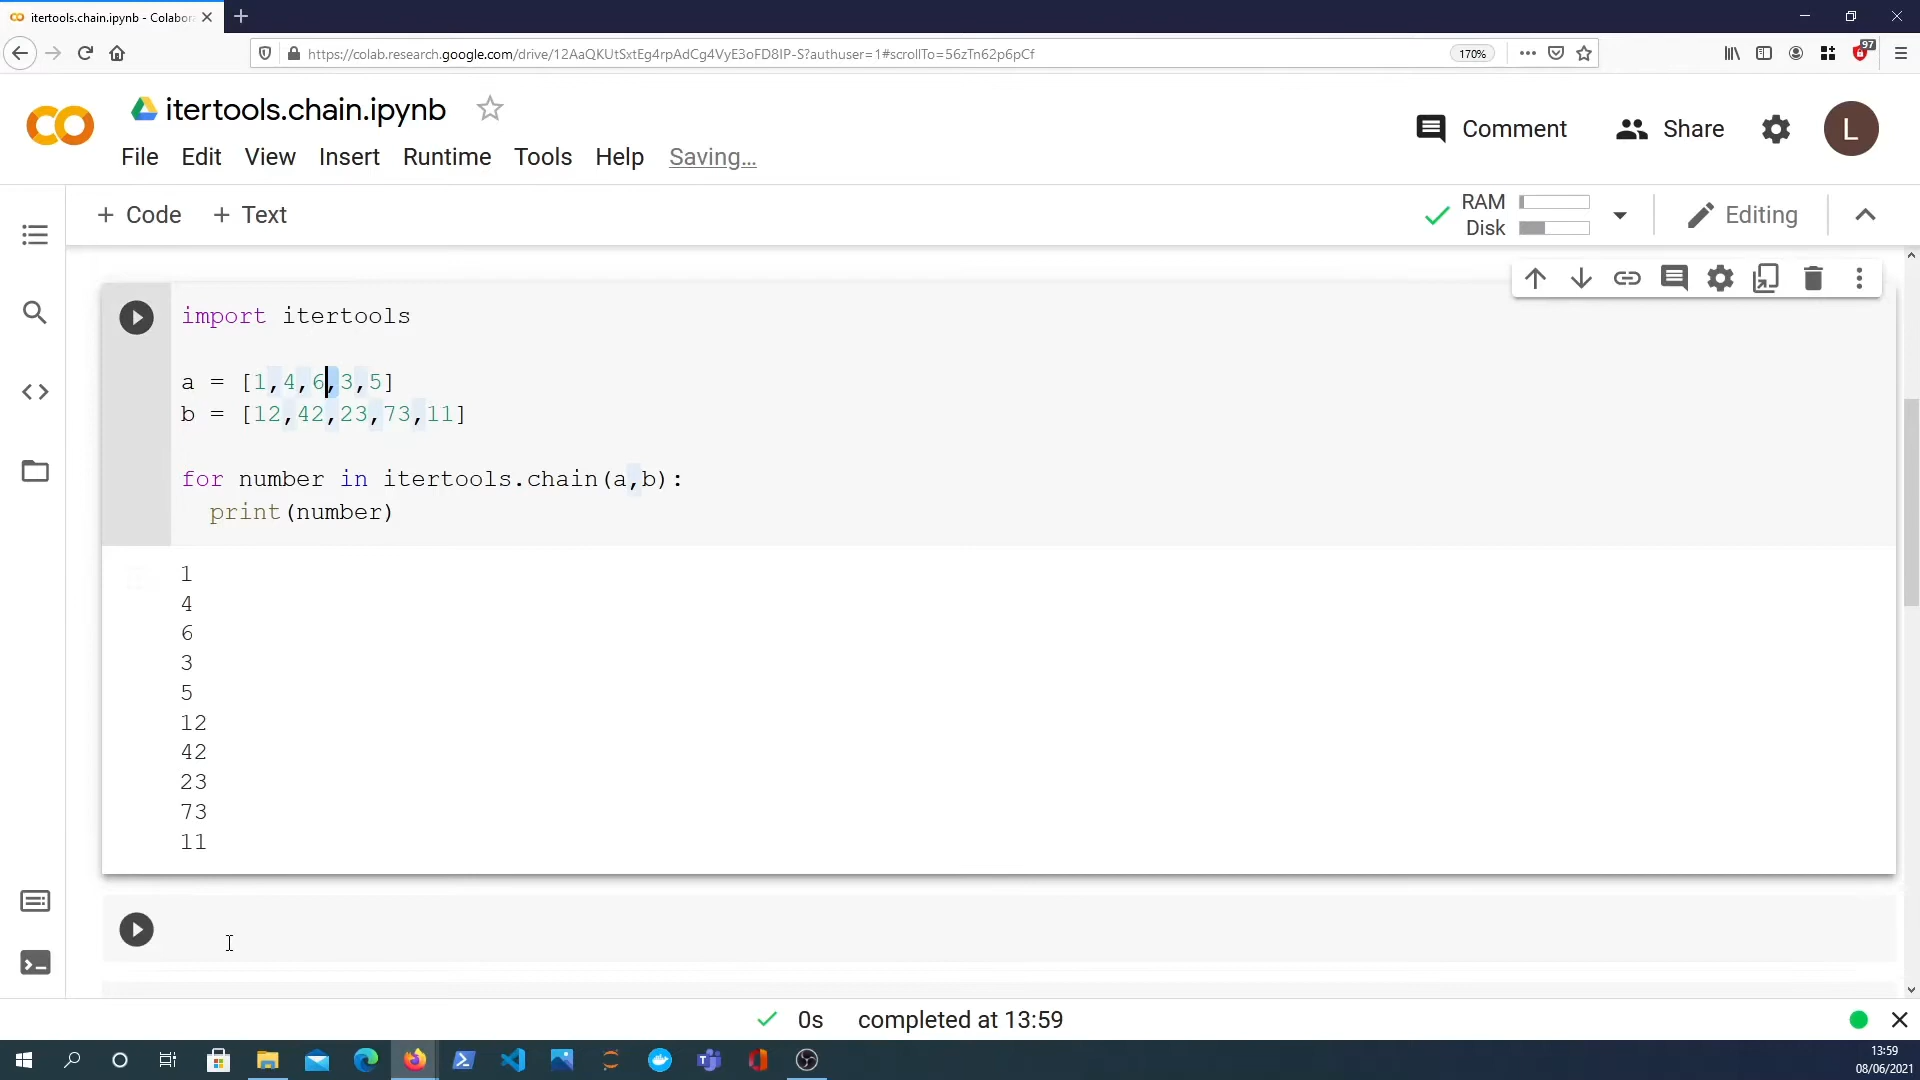 itertools.chain.ipynb - Colabora
https://colab.research.google.com/drive/12AaQKUtSxtEg4rpAdCg4VyE3oFD8IP-S?authuser=1#scrollTo=56zTn62p6pCf
170%
97
itertools.chain.ipynb
Comment
Share
L
File Edit View Insert Runtime Tools Help Saving...
+ Code + Text
RAM
Disk
Editing
import itertools
a = [1,4,6,3,5]
b = [12,42,23,73,11]
for number in itertools.chain(a,b):
print(number)
1
4
6
3
5
12
42
23
73
11
0s completed at 13:59
13:59
08/06/2021